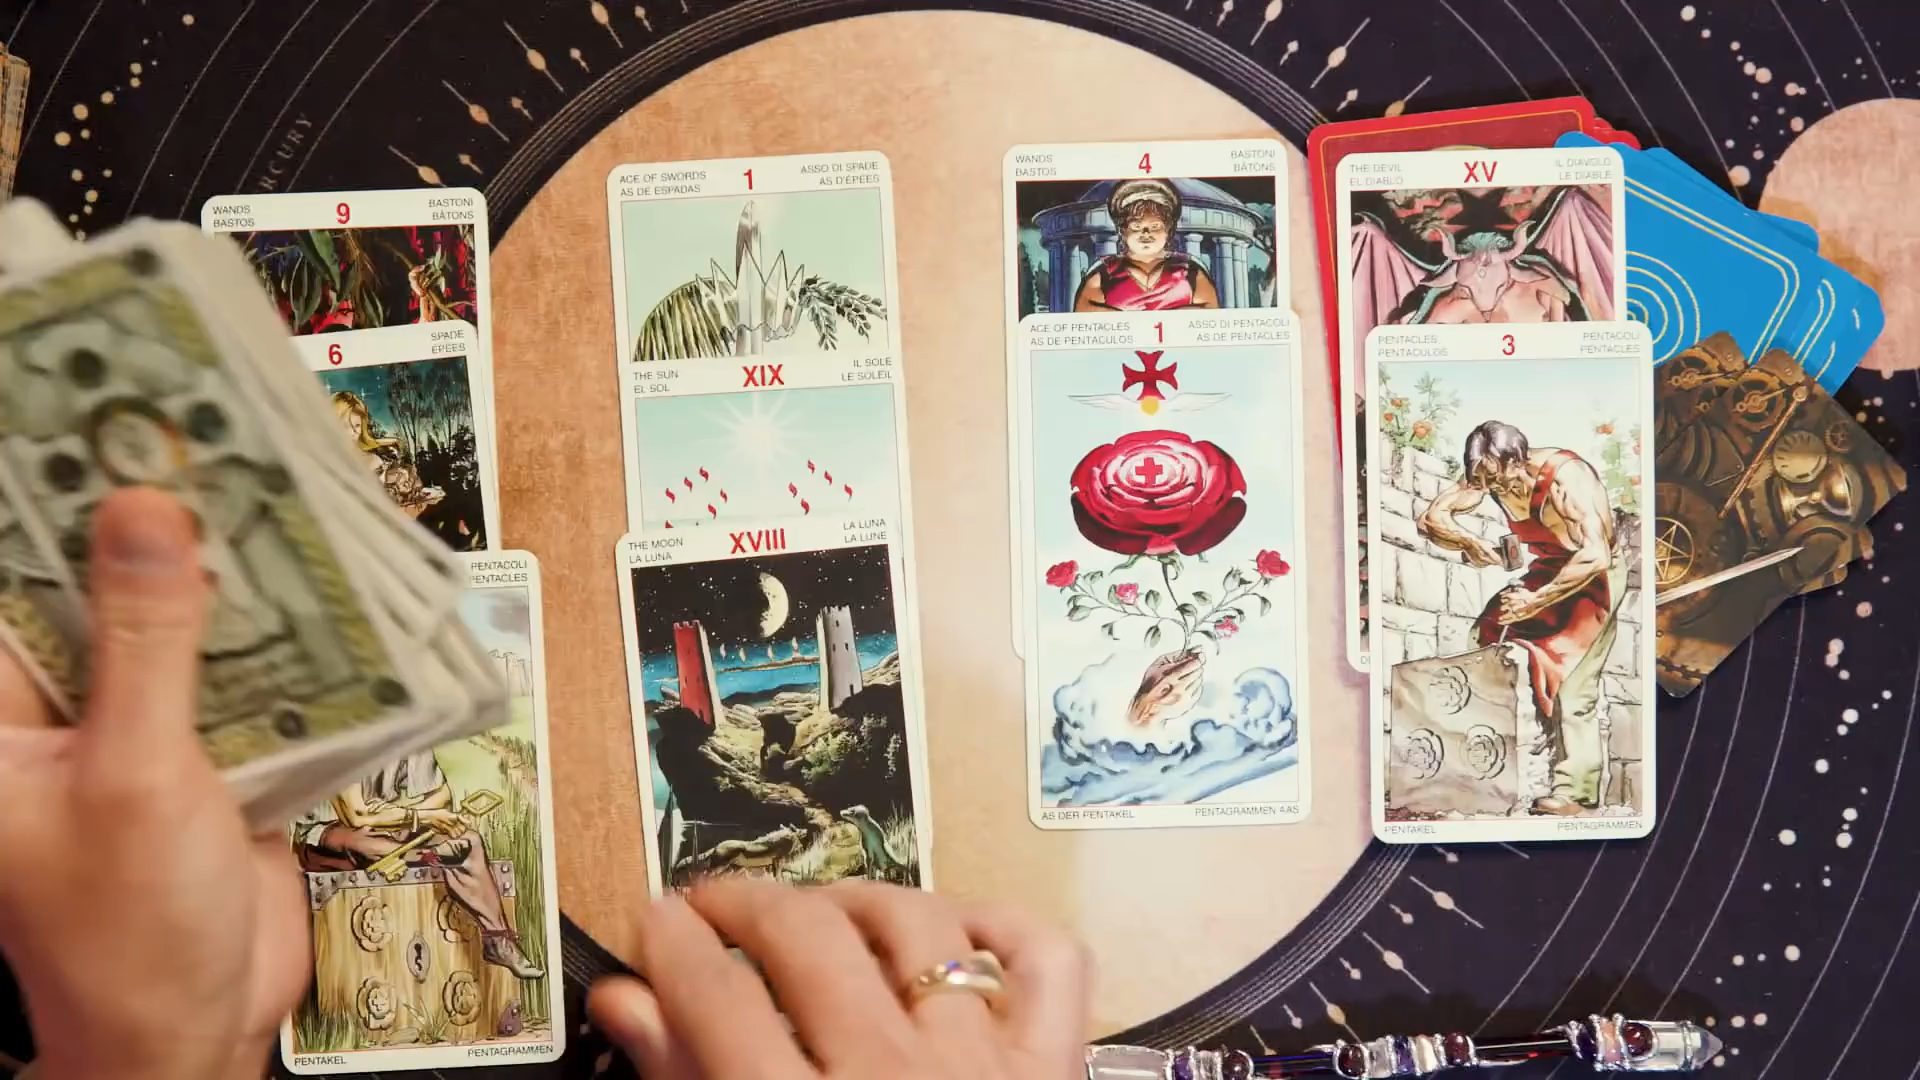 RCURY
WANDS
BASTOS
9
BASTONI
BÂTONS
6
SPADE
ÉPÉES
PENTACOLI
PENTACLES
PENTAKEL
PENTAGRAMMEN
ACE OF SWORDS
AS DE ESPADAS
1
ASSO DI SPADE
AS D'ÉPÉES
THE SUN
EL SOL
XIX
IL SOLE
LE SOLEIL
THE MOON
LA LUNA
XVIII
LA LUNA
LA LUNE
WANDS
BASTOS
4
BASTONI
BÂTONS
ACE OF PENTACLES
AS DE PENTACULOS
1
ASSO DI PENTACOLI
AS DE PENTACLES
AS DER PENTAKEL
PENTAGRAMMEN AAS
THE DEVIL
EL DIABLO
XV
IL DIAVOLO
LE DIABLE
D
PENTACLES
PENTACULOS
3
PENTACOLI
PENTACLES
PENTAKEL
PENTAGRAMMEN